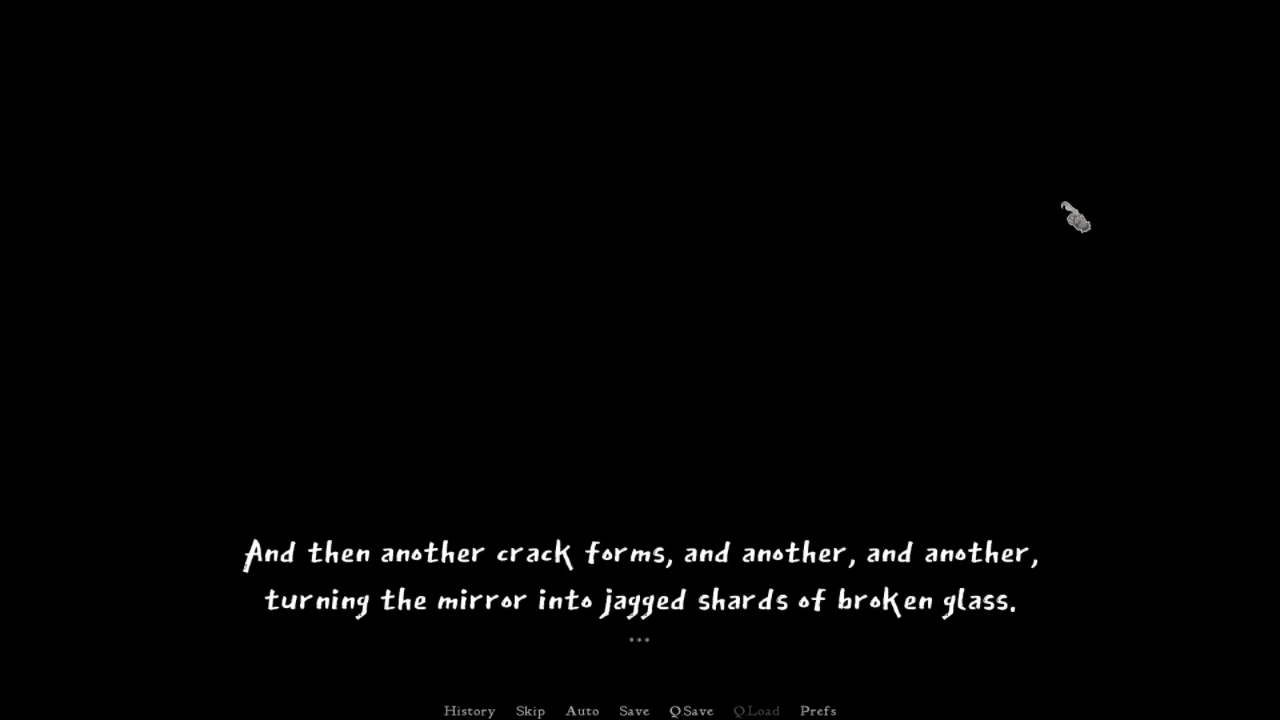 And then another crack forms, and another, and another,
turning the mirror into jagged shards of broken glass.
...
History Skip Auto Save Q.Save Q.Load Prefs